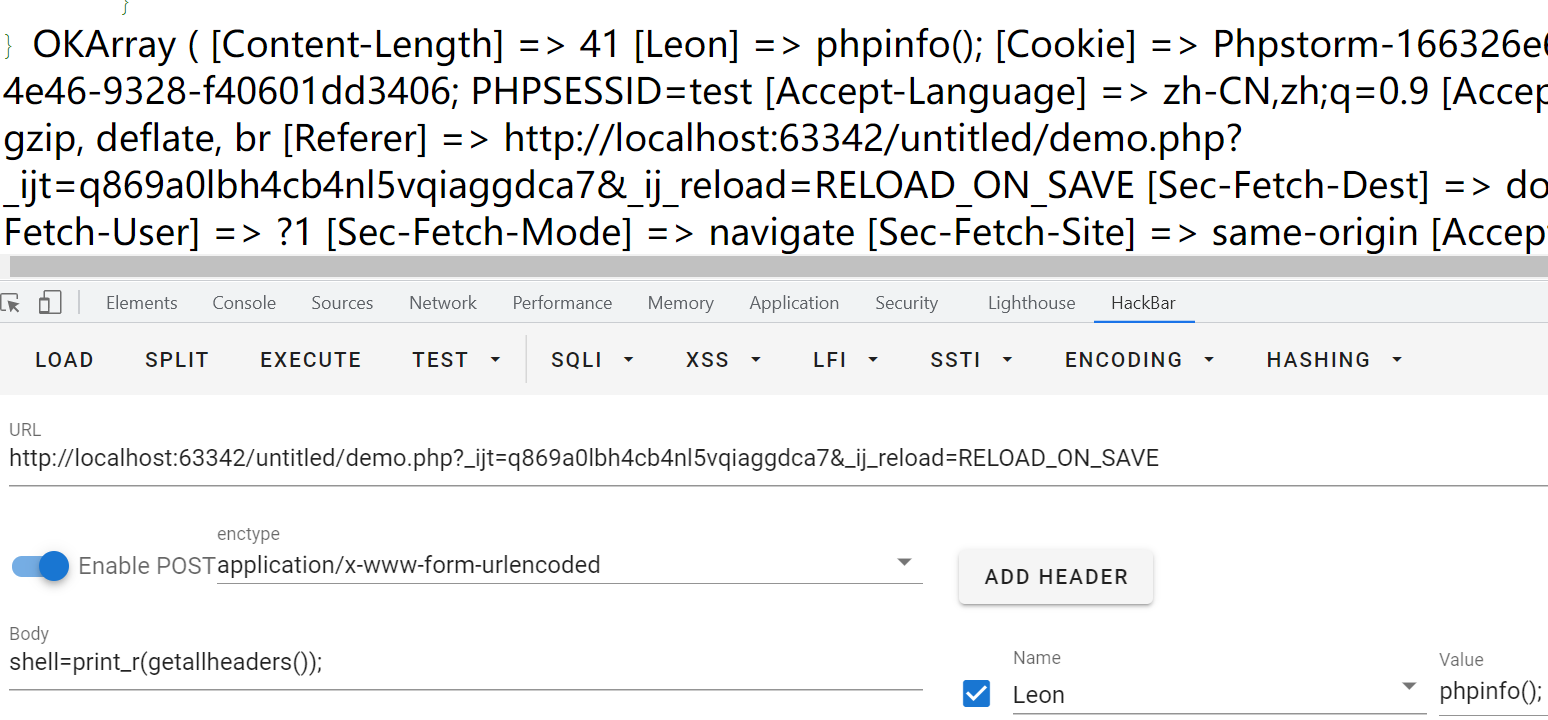 }
} OKArray ( [Content-Length] => 41 [Leon] => phpinfo(); [Cookie] => Phpstorm-166326e
4e46-9328-f40601dd3406; PHPSESSID=test [Accept-Language] => zh-CN,zh;q=0.9 [Accep
gzip, deflate, br [Referer] => http://localhost:63342/untitled/demo.php?
_ijt=q869a0lbh4cb4nl5vqiaggdca7&_ij_reload=RELOAD_ON_SAVE [Sec-Fetch-Dest] => do
Fetch-User] => ?1 [Sec-Fetch-Mode] => navigate [Sec-Fetch-Site] => same-origin [Accept
Elements Console Sources Network Performance Memory Application Security Lighthouse HackBar
LOAD SPLIT EXECUTE TEST SQLI XSS LFI SSTI ENCODING HASHING
URL
http://localhost:63342/untitled/demo.php?_ijt=q869a0lbh4cb4nl5vqiaggdca7&_ij_reload=RELOAD_ON_SAVE
enctype
Enable POST application/x-www-form-urlencoded
ADD HEADER
Body
shell=print_r(getallheaders());
Name Value
Leon phpinfo();